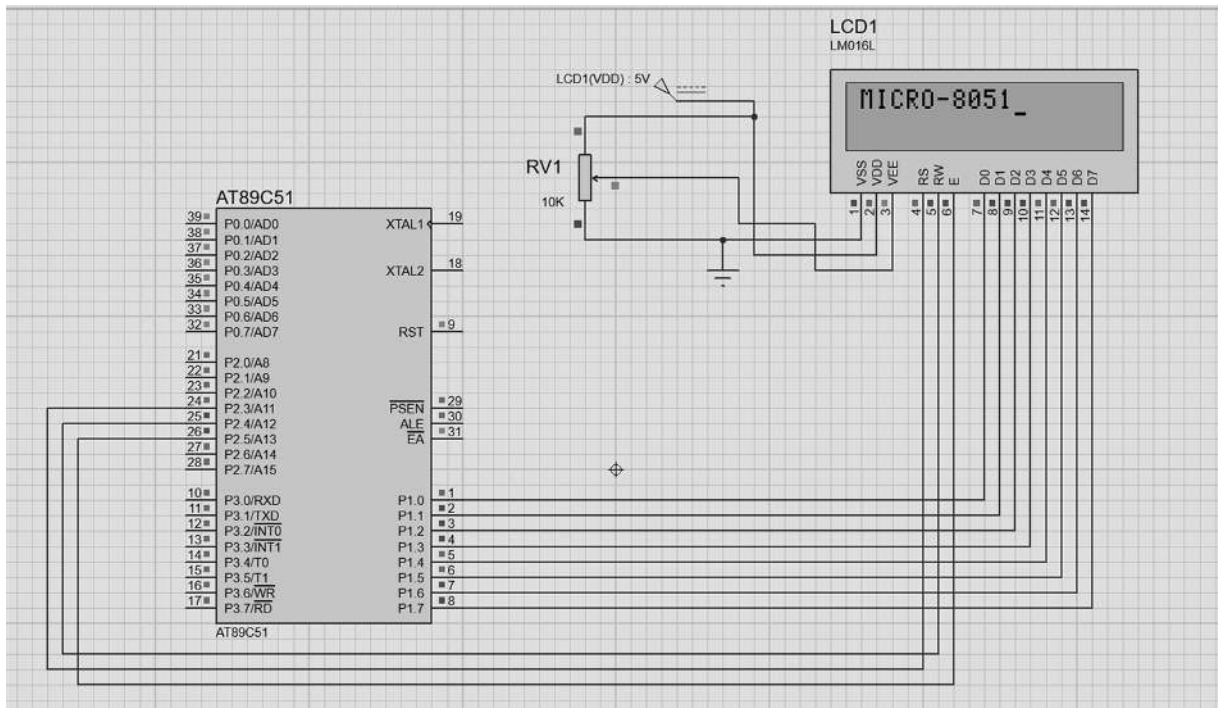 LCD1
LM016L
LCD1(VDD) : 5V
MICRO-8051_
RV1
10K
VSS
VDD
VEE
RS
RW
E
D0
D1
D2
D3
D4
D5
D6
D7
1
2
3
4
5
6
7
8
9
10
11
12
13
14
AT89C51
39 P0.0/AD0
38 P0.1/AD1
37 P0.2/AD2
36 P0.3/AD3
35 P0.4/AD4
34 P0.5/AD5
33 P0.6/AD6
32 P0.7/AD7
21 P2.0/A8
22 P2.1/A9
23 P2.2/A10
24 P2.3/A11
25 P2.4/A12
26 P2.5/A13
27 P2.6/A14
28 P2.7/A15
10 P3.0/RXD
11 P3.1/TXD
12 P3.2/INT0
13 P3.3/INT1
14 P3.4/T0
15 P3.5/T1
16 P3.6/WR
17 P3.7/RD
XTAL1 19
XTAL2 18
RST 9
PSEN 29
ALE 30
EA 31
P1.0 1
P1.1 2
P1.2 3
P1.3 4
P1.4 5
P1.5 6
P1.6 7
P1.7 8
AT89C51